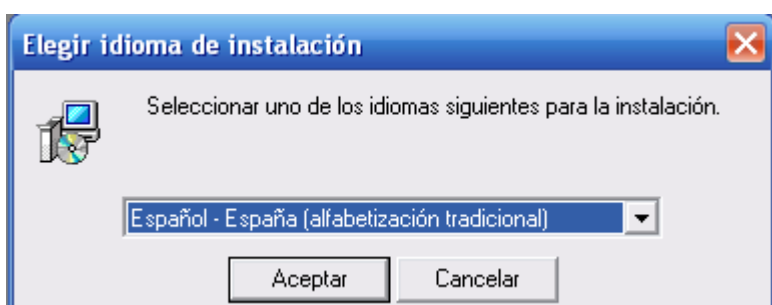 Elegir idioma de instalación
Seleccionar uno de los idiomas siguientes para la instalación.
Español - España (alfabetización tradicional)
Aceptar
Cancelar